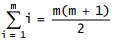 ∑_{i = 1}^{m} i = m(m + 1) / 2